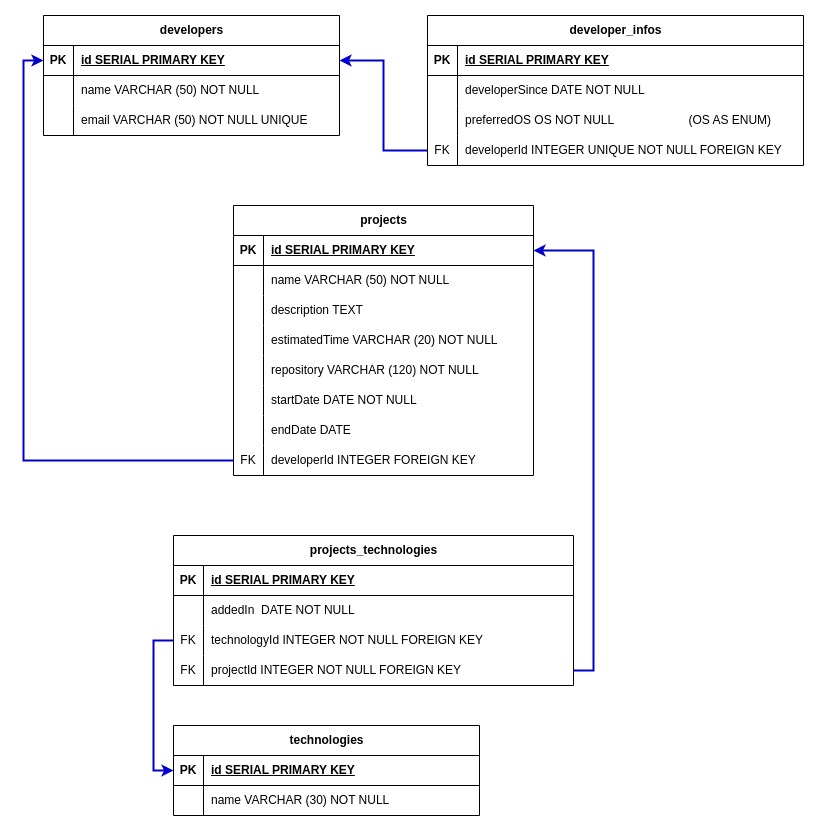 developers
PK id SERIAL PRIMARY KEY
name VARCHAR (50) NOT NULL
email VARCHAR (50) NOT NULL UNIQUE
developer_infos
PK id SERIAL PRIMARY KEY
developerSince DATE NOT NULL
preferredOS OS NOT NULL (OS AS ENUM)
FK developerId INTEGER UNIQUE NOT NULL FOREIGN KEY
projects
PK id SERIAL PRIMARY KEY
name VARCHAR (50) NOT NULL
description TEXT
estimatedTime VARCHAR (20) NOT NULL
repository VARCHAR (120) NOT NULL
startDate DATE NOT NULL
endDate DATE
FK developerId INTEGER FOREIGN KEY
projects_technologies
PK id SERIAL PRIMARY KEY
addedIn DATE NOT NULL
FK technologyId INTEGER NOT NULL FOREIGN KEY
FK projectId INTEGER NOT NULL FOREIGN KEY
technologies
PK id SERIAL PRIMARY KEY
name VARCHAR (30) NOT NULL